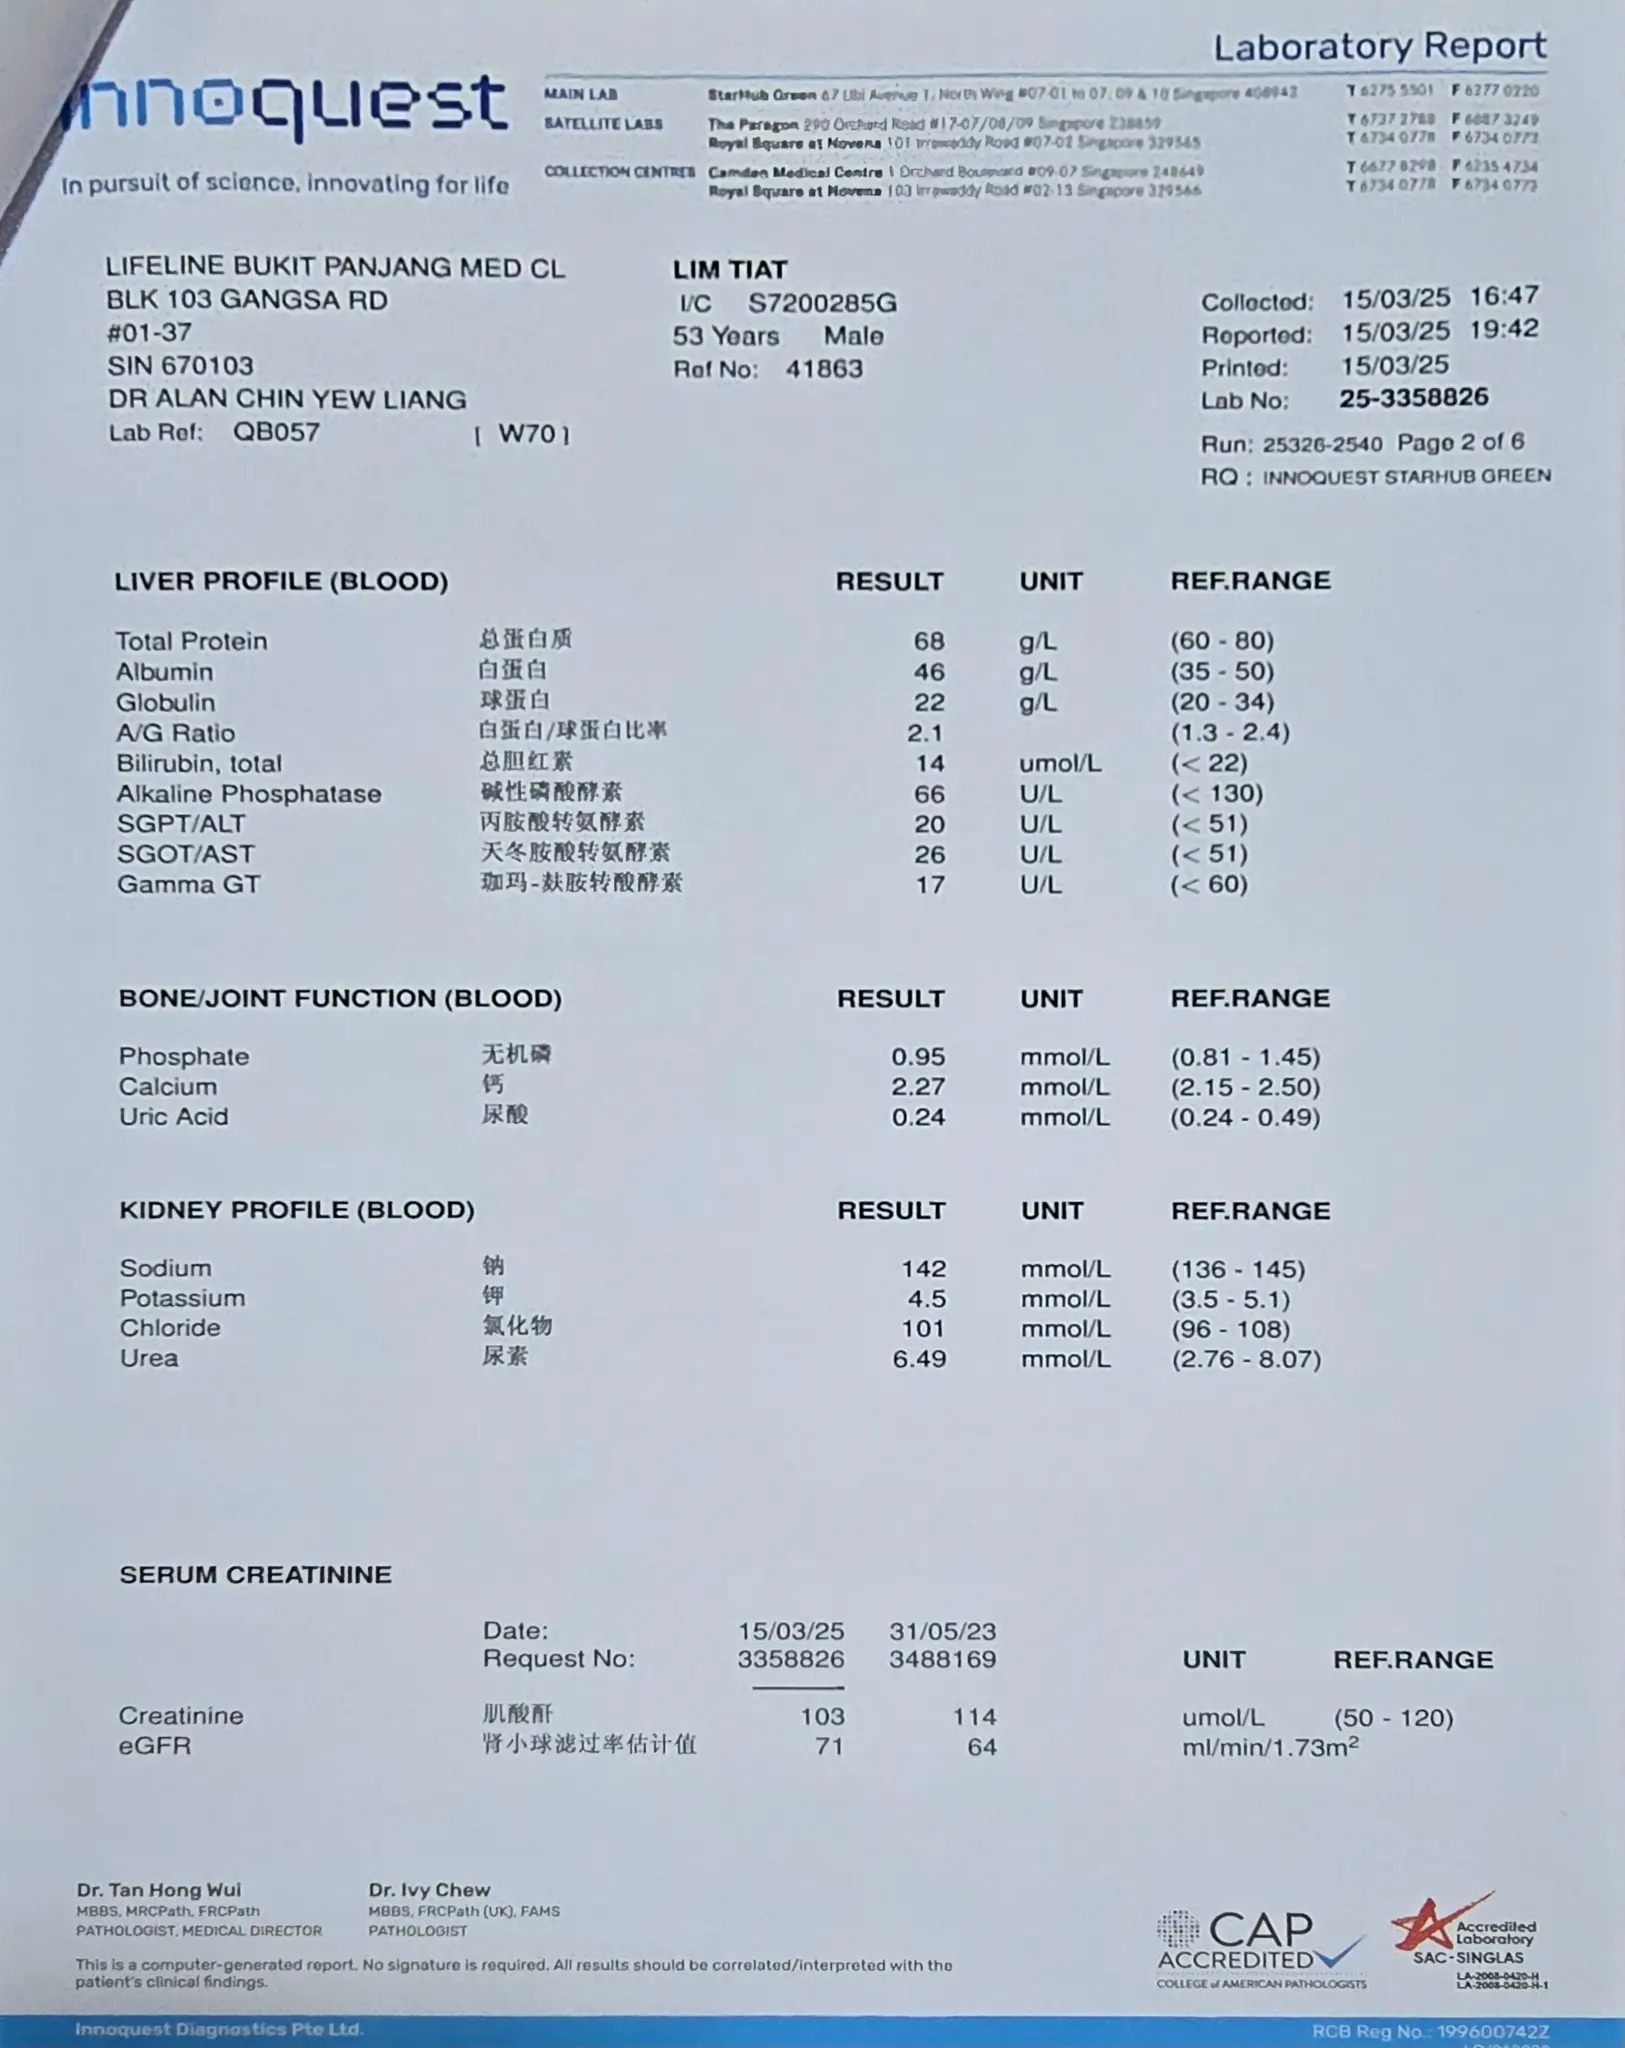 Laboratory Report
innoquest
In pursuit of science, innovating for life
MAIN LAB StarHub Green 67 Ubi Avenue 1, North Wing #07-01 to 07, 09 & 10 Singapore 408942 T 6275 5501 F 6277 0220
SATELLITE LABS The Paragon 290 Orchard Road #17-07/08/09 Singapore 238859 T 6737 2788 F 6887 3249
Royal Square at Novena 101 Irrawaddy Road #07-02 Singapore 329565 T 6734 0778 F 6734 0773
COLLECTION CENTRES Camden Medical Centre 1 Orchard Boulevard #09-07 Singapore 248649 T 6677 8298 F 6235 4734
Royal Square at Novena 103 Irrawaddy Road #02-13 Singapore 329566 T 6734 0778 F 6734 0773
LIFELINE BUKIT PANJANG MED CL
BLK 103 GANGSA RD
#01-37
SIN 670103
DR ALAN CHIN YEW LIANG
Lab Ref: QB057 [ W70 ]
LIM TIAT
I/C S7200285G
53 Years Male
Ref No: 41863
Collected: 15/03/25 16:47
Reported: 15/03/25 19:42
Printed: 15/03/25
Lab No: 25-3358826
Run: 25326-2540 Page 2 of 6
RQ : INNOQUEST STARHUB GREEN
LIVER PROFILE (BLOOD) RESULT UNIT REF.RANGE
Total Protein 总蛋白质 68 g/L (60 - 80)
Albumin 白蛋白 46 g/L (35 - 50)
Globulin 球蛋白 22 g/L (20 - 34)
A/G Ratio 白蛋白/球蛋白比率 2.1 (1.3 - 2.4)
Bilirubin, total 总胆红素 14 umol/L (< 22)
Alkaline Phosphatase 碱性磷酸酵素 66 U/L (< 130)
SGPT/ALT 丙胺酸转氨酵素 20 U/L (< 51)
SGOT/AST 天冬胺酸转氨酵素 26 U/L (< 51)
Gamma GT 珈玛-麸胺转酸酵素 17 U/L (< 60)
BONE/JOINT FUNCTION (BLOOD) RESULT UNIT REF.RANGE
Phosphate 无机磷 0.95 mmol/L (0.81 - 1.45)
Calcium 钙 2.27 mmol/L (2.15 - 2.50)
Uric Acid 尿酸 0.24 mmol/L (0.24 - 0.49)
KIDNEY PROFILE (BLOOD) RESULT UNIT REF.RANGE
Sodium 钠 142 mmol/L (136 - 145)
Potassium 钾 4.5 mmol/L (3.5 - 5.1)
Chloride 氯化物 101 mmol/L (96 - 108)
Urea 尿素 6.49 mmol/L (2.76 - 8.07)
SERUM CREATININE
Date: 15/03/25 31/05/23
Request No: 3358826 3488169 UNIT REF.RANGE
Creatinine 肌酸酐 103 114 umol/L (50 - 120)
eGFR 肾小球滤过率估计值 71 64 ml/min/1.73m²
Dr. Tan Hong Wui
MBBS, MRCPath, FRCPath
PATHOLOGIST, MEDICAL DIRECTOR
Dr. Ivy Chew
MBBS, FRCPath (UK), FAMS
PATHOLOGIST
This is a computer-generated report. No signature is required. All results should be correlated/interpreted with the
patient's clinical findings.
CAP
ACCREDITED
COLLEGE of AMERICAN PATHOLOGISTS
Accredited
Laboratory
SAC-SINGLAS
LA-2008-0420-H
LA-2008-0420-H-1
Innoquest Diagnostics Pte Ltd.
RCB Reg No.: 199600742Z